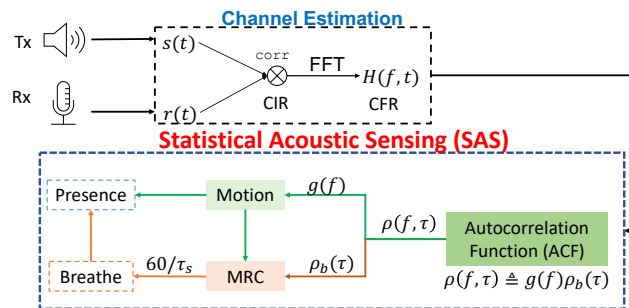 Channel Estimation
Tx
s(t)
corr
FFT
H(f,t)
CIR
CFR
Rx
r(t)
Statistical Acoustic Sensing (SAS)
Presence
Motion
g(f)
ρ(f,τ)
Autocorrelation
Function (ACF)
ρ(f,τ) ≜ g(f)ρ_b(τ)
Breathe
60/τ_s
MRC
ρ_b(τ)